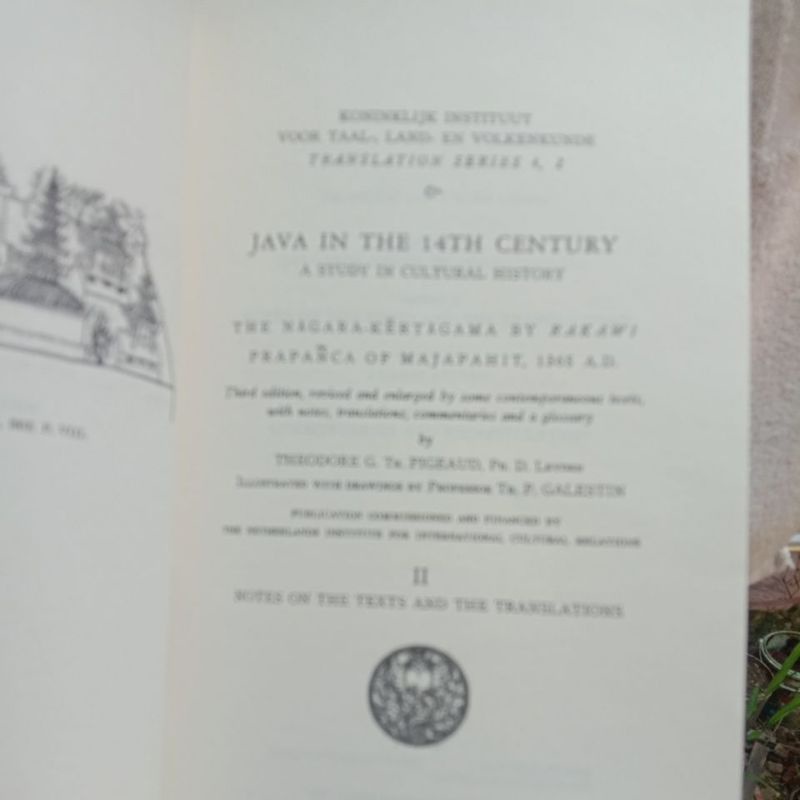 KONINKLIJK INSTITUUT
VOOR TAAL-, LAND- EN VOLKENKUNDE
TRANSLATION SERIES 4, 2
JAVA IN THE 14TH CENTURY
A STUDY IN CULTURAL HISTORY
THE NĀGARA-KĚRTĀGAMA BY RAKAWI
PRAPAÑCA OF MAJAPAHIT, 1365 A.D.
Third edition, revised and enlarged by some contemporaneous texts,
with notes, translations, commentaries and a glossary
by
THEODORE G. TH. PIGEAUD, PH. D. LEYDEN
ILLUSTRATED WITH DRAWINGS BY PROFESSOR TH. P. GALESTIN
PUBLICATION COMMISSIONED AND FINANCED BY
THE NETHERLANDS INSTITUTE FOR INTERNATIONAL CULTURAL RELATIONS
II
NOTES ON THE TEXTS AND THE TRANSLATIONS